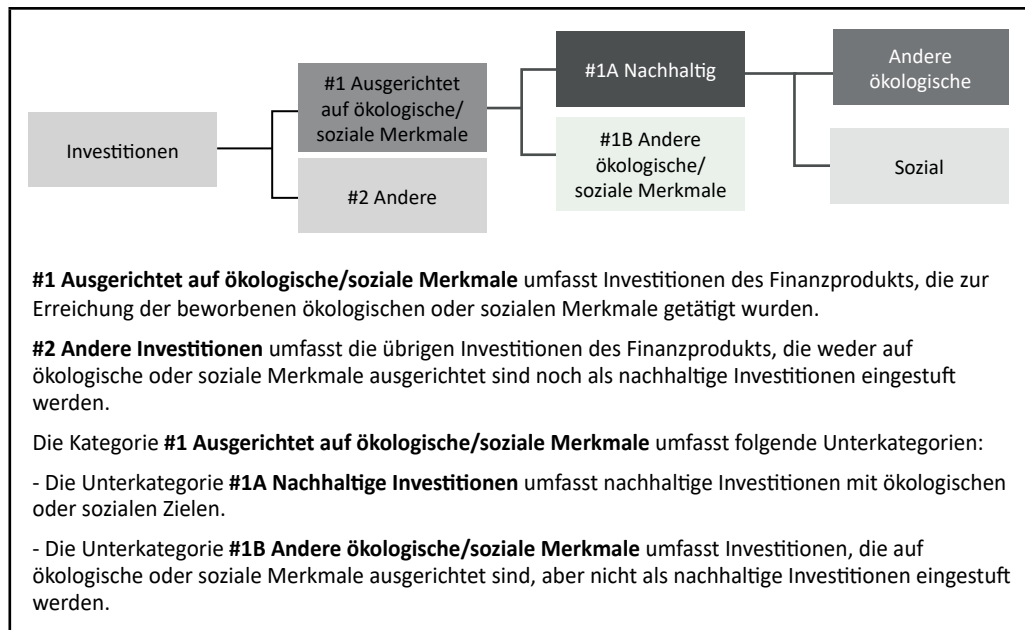 Investitionen
#1 Ausgerichtet
auf ökologische/
soziale Merkmale
#2 Andere
#1A Nachhaltig
#1B Andere
ökologische/
soziale Merkmale
Andere
ökologische
Sozial
#1 Ausgerichtet auf ökologische/soziale Merkmale umfasst Investitionen des Finanzprodukts, die zur
Erreichung der beworbenen ökologischen oder sozialen Merkmale getätigt wurden.
#2 Andere Investitionen umfasst die übrigen Investitionen des Finanzprodukts, die weder auf
ökologische oder soziale Merkmale ausgerichtet sind noch als nachhaltige Investitionen eingestuft
werden.
Die Kategorie #1 Ausgerichtet auf ökologische/soziale Merkmale umfasst folgende Unterkategorien:
- Die Unterkategorie #1A Nachhaltige Investitionen umfasst nachhaltige Investitionen mit ökologischen
oder sozialen Zielen.
- Die Unterkategorie #1B Andere ökologische/soziale Merkmale umfasst Investitionen, die auf
ökologische oder soziale Merkmale ausgerichtet sind, aber nicht als nachhaltige Investitionen eingestuft
werden.